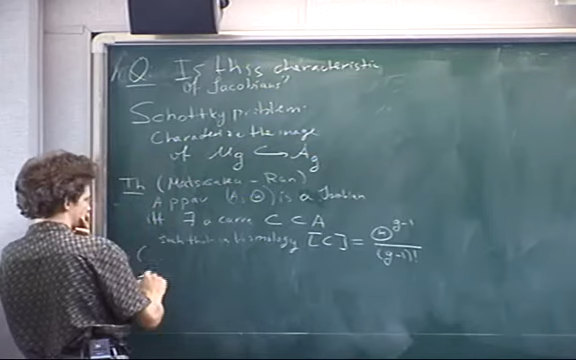 Q. Is this characteristic
of Jacobians?
Schottky problem:
Characterize the image
of Mg ↪ Ag
Th (Matsusaka - Ran)
A ppav (A, Θ) is a Jacobian
iff ∃ a curve C ⊂ A
such that in homology [C] = Θ^{g-1}/(g-1)!
(